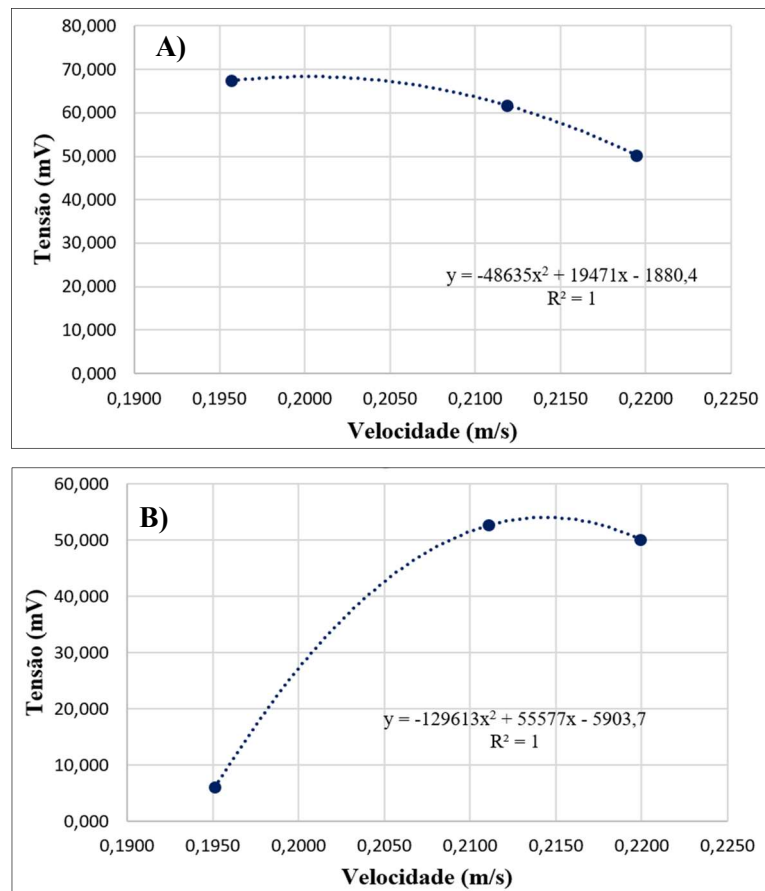 A)
80,000
70,000
60,000
50,000
40,000
30,000
20,000
10,000
0,000
Tensão (mV)
y = -48635x² + 19471x - 1880,4
R² = 1
0,1900 0,1950 0,2000 0,2050 0,2100 0,2150 0,2200 0,2250
Velocidade (m/s)
B)
60,000
50,000
40,000
30,000
20,000
10,000
0,000
Tensão (mV)
y = -129613x² + 55577x - 5903,7
R² = 1
0,1900 0,1950 0,2000 0,2050 0,2100 0,2150 0,2200 0,2250
Velocidade (m/s)